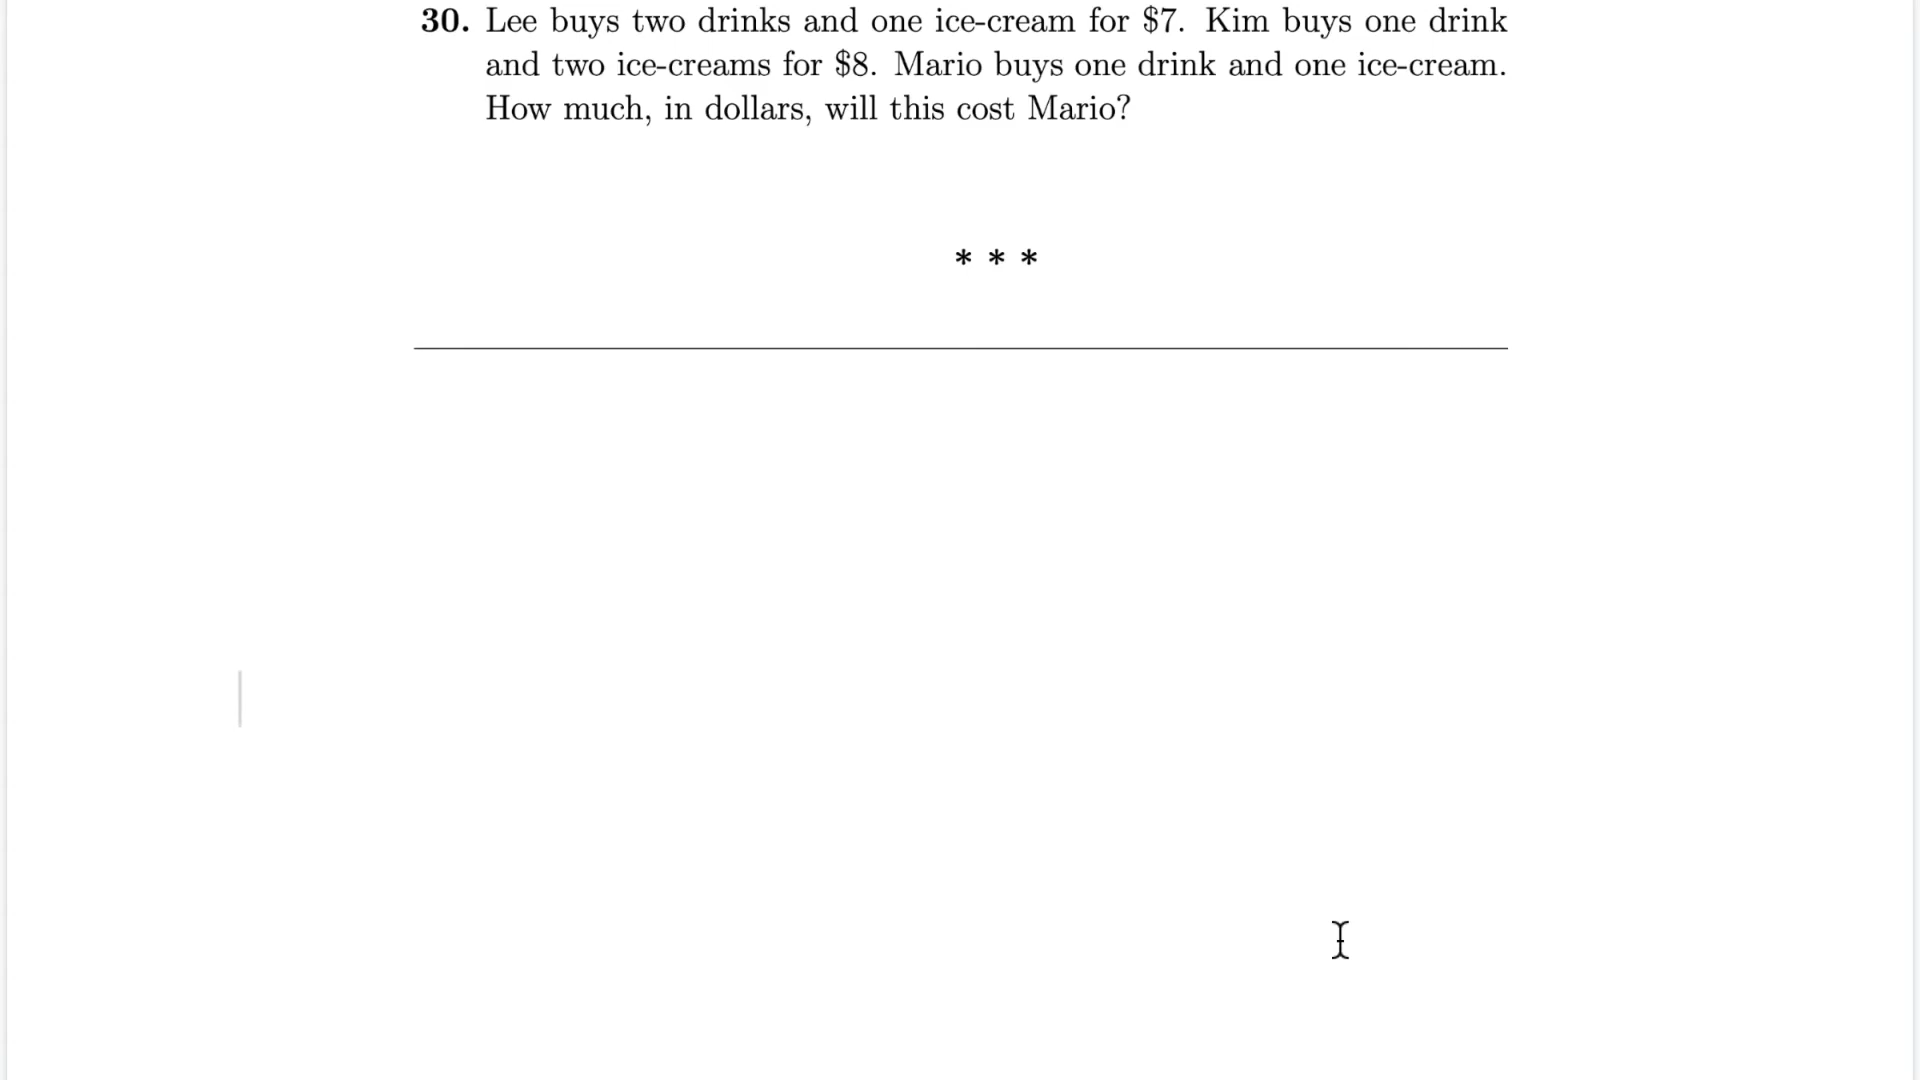 30. Lee buys two drinks and one ice-cream for $7. Kim buys one drink
and two ice-creams for $8. Mario buys one drink and one ice-cream.
How much, in dollars, will this cost Mario?
* * *